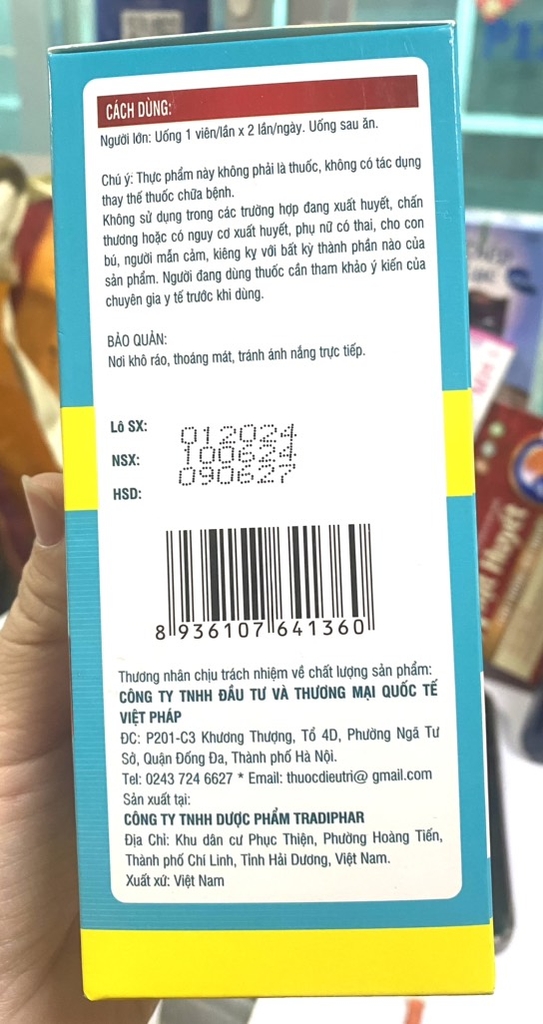 CÁCH DÙNG:
Người lớn: Uống 1 viên/lần x 2 lần/ngày. Uống sau ăn.
Chú ý: Thực phẩm này không phải là thuốc, không có tác dụng
thay thế thuốc chữa bệnh.
Không sử dụng trong các trường hợp đang xuất huyết, chấn
thương hoặc có nguy cơ xuất huyết, phụ nữ có thai, cho con
bú, người mẫn cảm, kiêng kỵ với bất kỳ thành phần nào của
sản phẩm. Người đang dùng thuốc cần tham khảo ý kiến của
chuyên gia y tế trước khi dùng.
BẢO QUẢN:
Nơi khô ráo, thoáng mát, tránh ánh nắng trực tiếp.
Lô SX: 012024
NSX: 100624
HSD: 090627
8 936107 641360
Thương nhân chịu trách nhiệm về chất lượng sản phẩm:
CÔNG TY TNHH ĐẦU TƯ VÀ THƯƠNG MẠI QUỐC TẾ
VIỆT PHÁP
ĐC: P201-C3 Khương Thượng, Tổ 4D, Phường Ngã Tư
Sở, Quận Đống Đa, Thành phố Hà Nội.
Tel: 0243 724 6627 * Email: thuocdieutri@ gmail.com
Sản xuất tại:
CÔNG TY TNHH DƯỢC PHẨM TRADIPHAR
Địa Chỉ: Khu dân cư Phục Thiện, Phường Hoàng Tiến,
Thành phố Chí Linh, Tỉnh Hải Dương, Việt Nam.
Xuất xứ: Việt Nam
Huyết